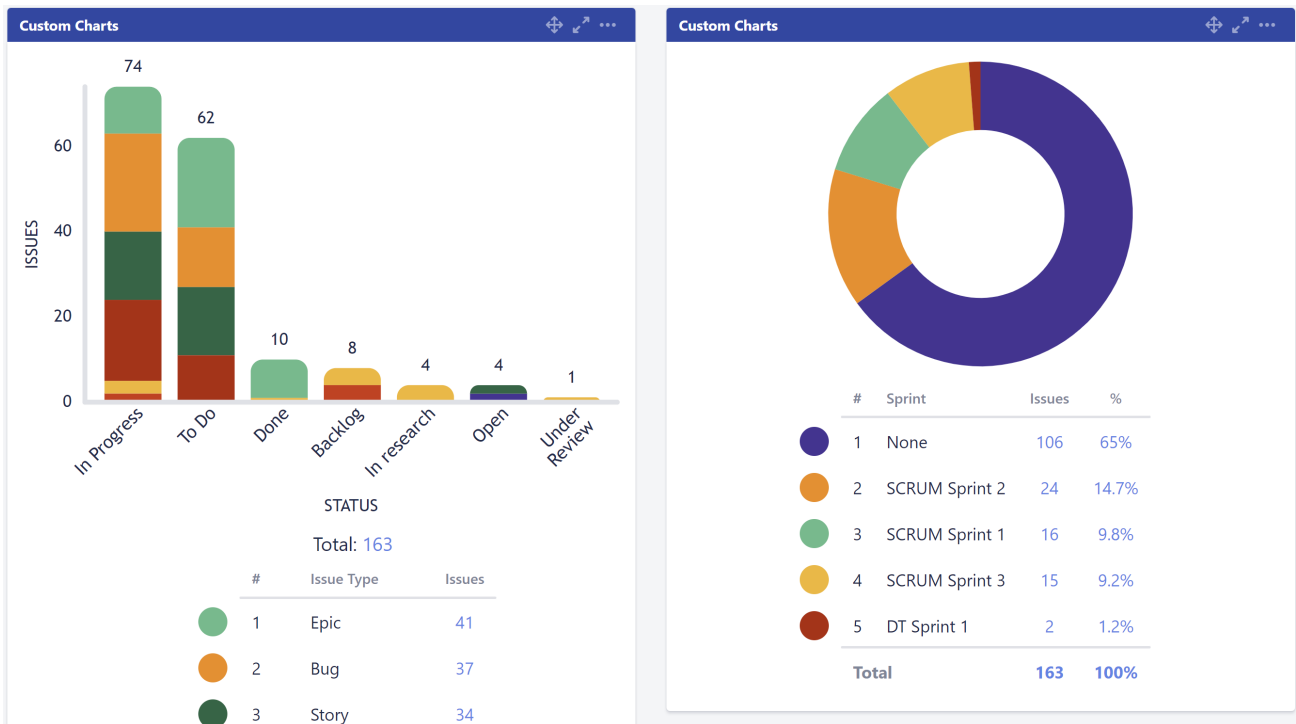 Custom Charts
74
62
60
40
20
0
10
8
4
4
1
ISSUES
In Progress
To Do
Done
Backlog
In research
Open
Under
Review
STATUS
Total: 163
# Issue Type Issues
1 Epic 41
2 Bug 37
3 Story 34
Custom Charts
# Sprint Issues %
1 None 106 65%
2 SCRUM Sprint 2 24 14.7%
3 SCRUM Sprint 1 16 9.8%
4 SCRUM Sprint 3 15 9.2%
5 DT Sprint 1 2 1.2%
Total 163 100%